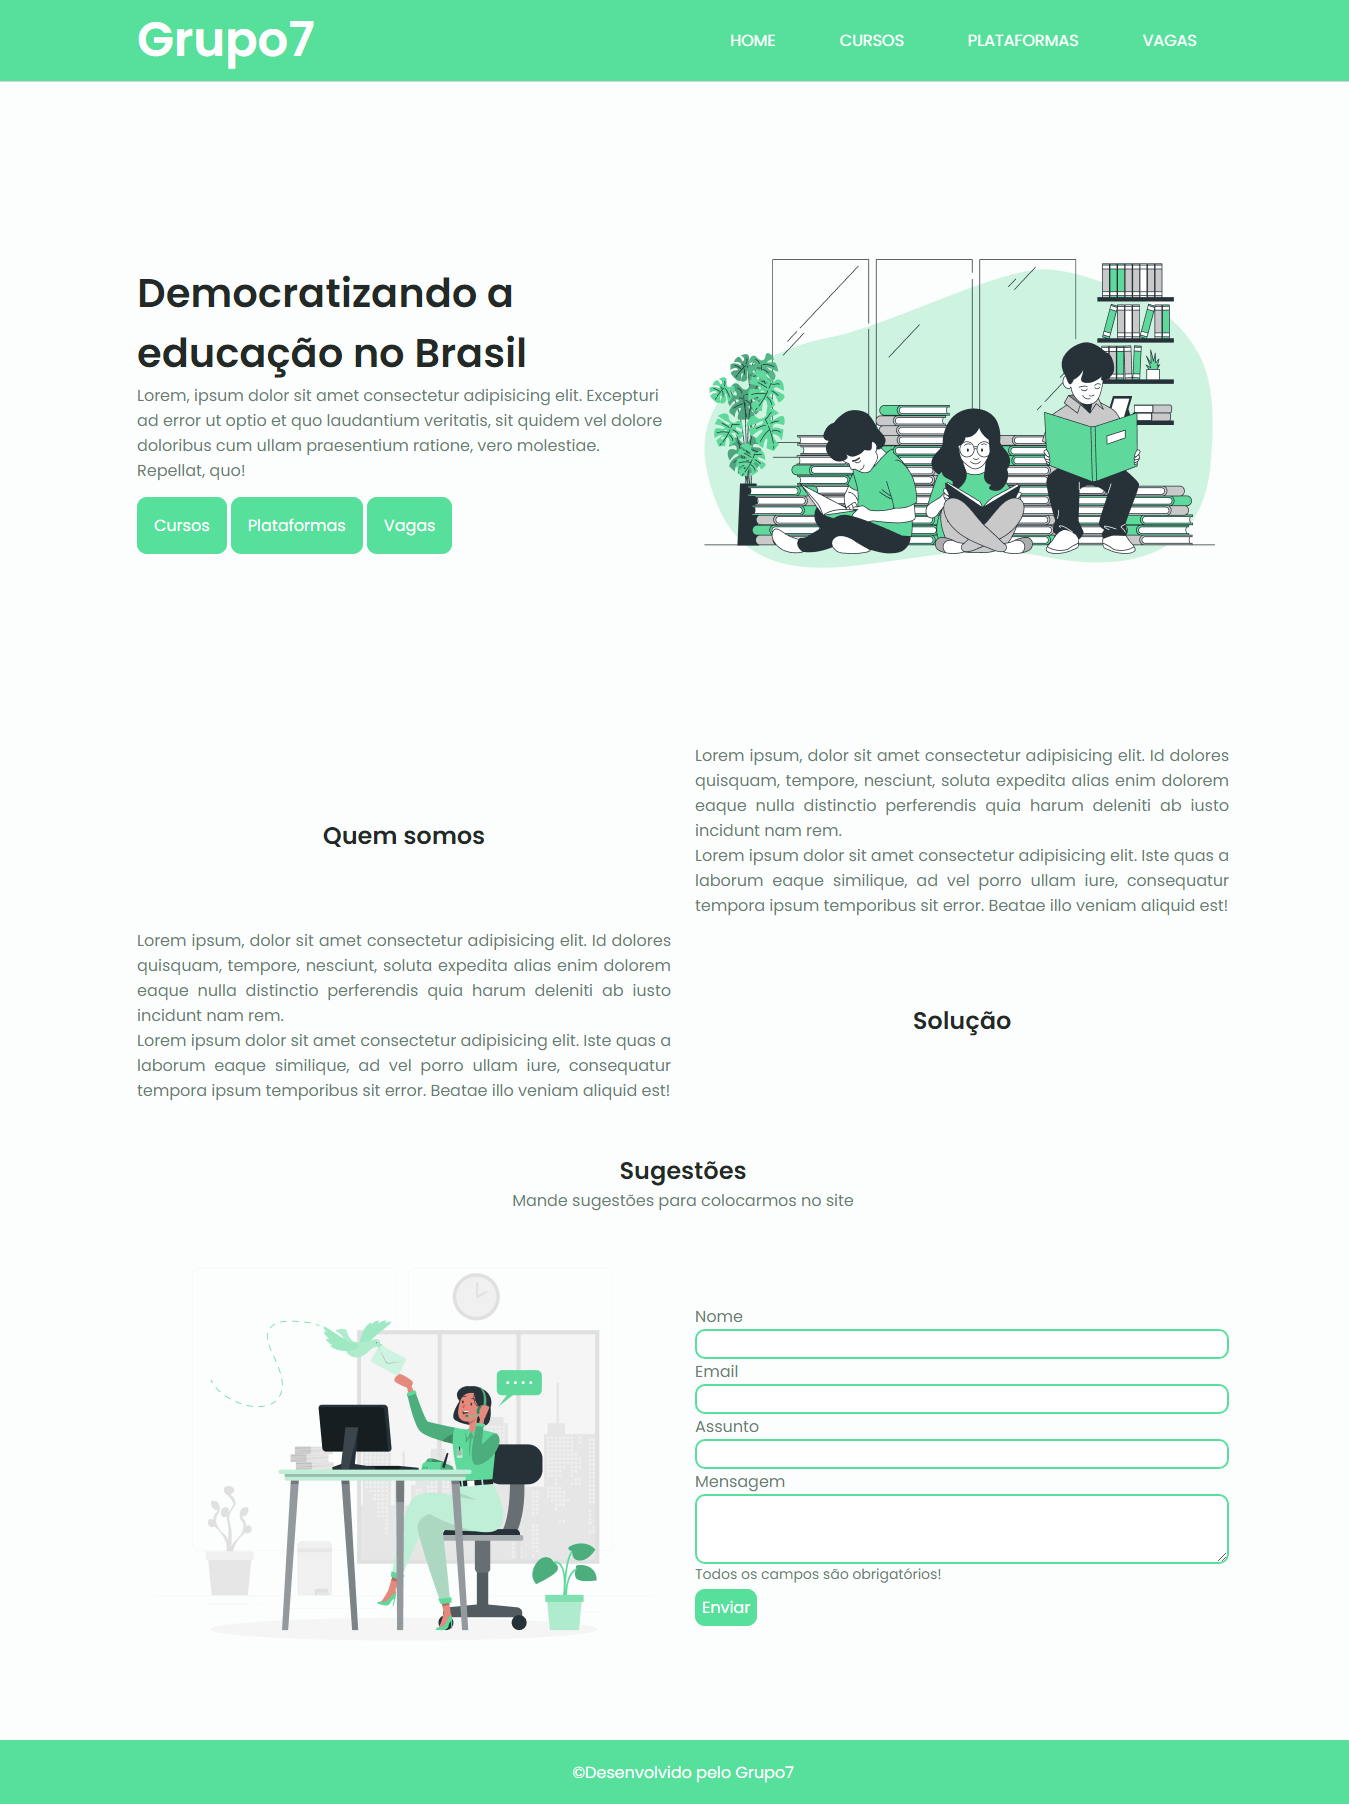 Grupo7
HOME
CURSOS
PLATAFORMAS
VAGAS
Democratizando a
educação no Brasil
Lorem, ipsum dolor sit amet consectetur adipisicing elit. Excepturi
ad error ut optio et quo laudantium veritatis, sit quidem vel dolore
doloribus cum ullam praesentium ratione, vero molestiae.
Repellat, quo!
Cursos
Plataformas
Vagas
Quem somos
Lorem ipsum, dolor sit amet consectetur adipisicing elit. Id dolores
quisquam, tempore, nesciunt, soluta expedita alias enim dolorem
eaque nulla distinctio perferendis quia harum deleniti ab iusto
incidunt nam rem.
Lorem ipsum dolor sit amet consectetur adipisicing elit. Iste quas a
laborum eaque similique, ad vel porro ullam iure, consequatur
tempora ipsum temporibus sit error. Beatae illo veniam aliquid est!
Lorem ipsum, dolor sit amet consectetur adipisicing elit. Id dolores
quisquam, tempore, nesciunt, soluta expedita alias enim dolorem
eaque nulla distinctio perferendis quia harum deleniti ab iusto
incidunt nam rem.
Lorem ipsum dolor sit amet consectetur adipisicing elit. Iste quas a
laborum eaque similique, ad vel porro ullam iure, consequatur
tempora ipsum temporibus sit error. Beatae illo veniam aliquid est!
Solução
Sugestões
Mande sugestões para colocarmos no site
Nome
Email
Assunto
Mensagem
Todos os campos são obrigatórios!
Enviar
©Desenvolvido pelo Grupo7